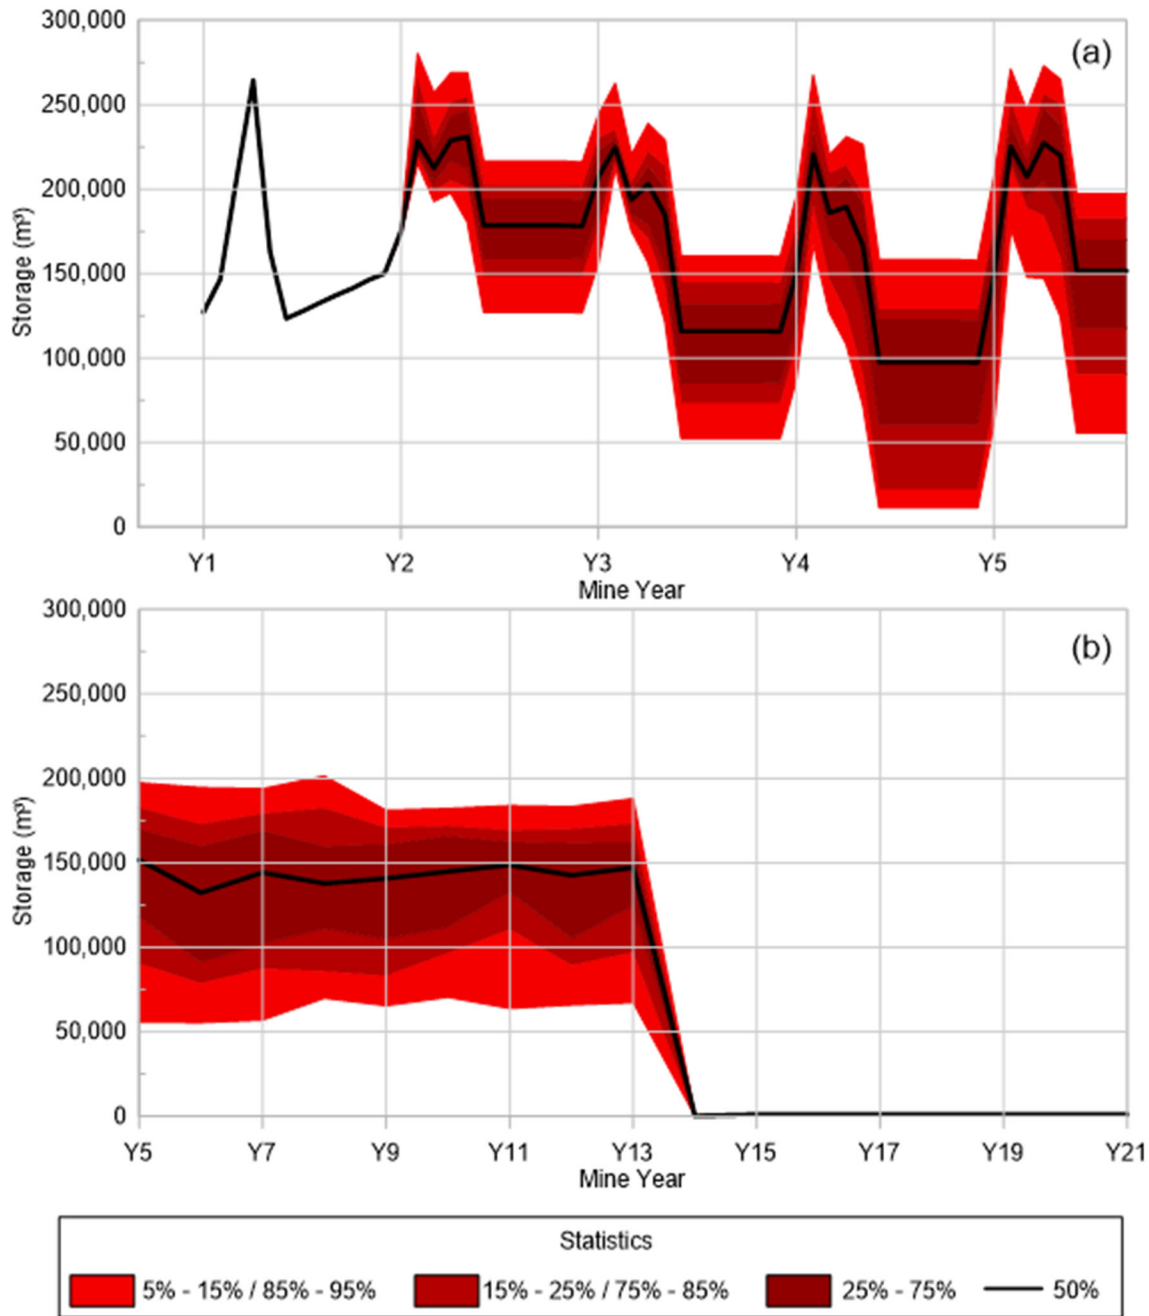 300,000
(a)
250,000
200,000
150,000
100,000
50,000
0
Storage (m³)
Y1 Y2 Y3 Y4 Y5
Mine Year
300,000
(b)
250,000
200,000
150,000
100,000
50,000
0
Storage (m³)
Y5 Y7 Y9 Y11 Y13 Y15 Y17 Y19 Y21
Mine Year
Statistics
5% - 15% / 85% - 95% 15% - 25% / 75% - 85% 25% - 75% 50%